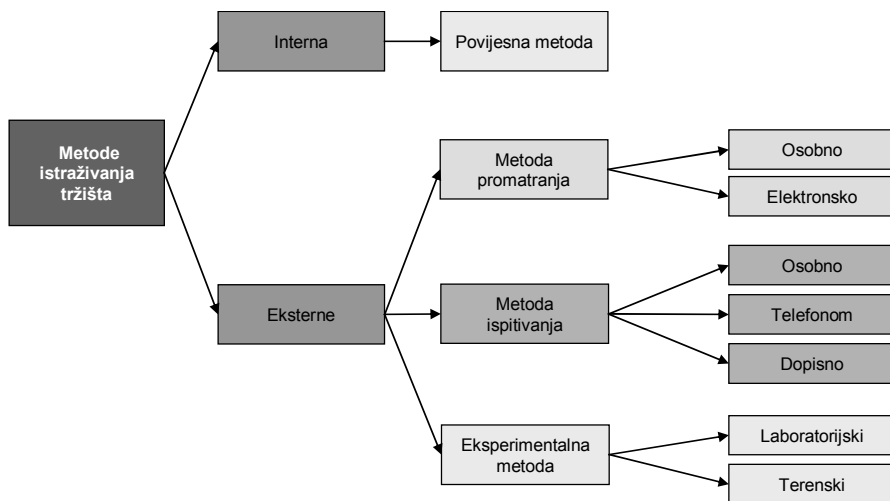 Interna
Povijesna metoda
Metode
istraživanja
tržišta
Metoda
promatranja
Osobno
Elektronsko
Eksterne
Metoda
ispitivanja
Osobno
Telefonom
Dopisno
Eksperimentalna
metoda
Laboratorijski
Terenski